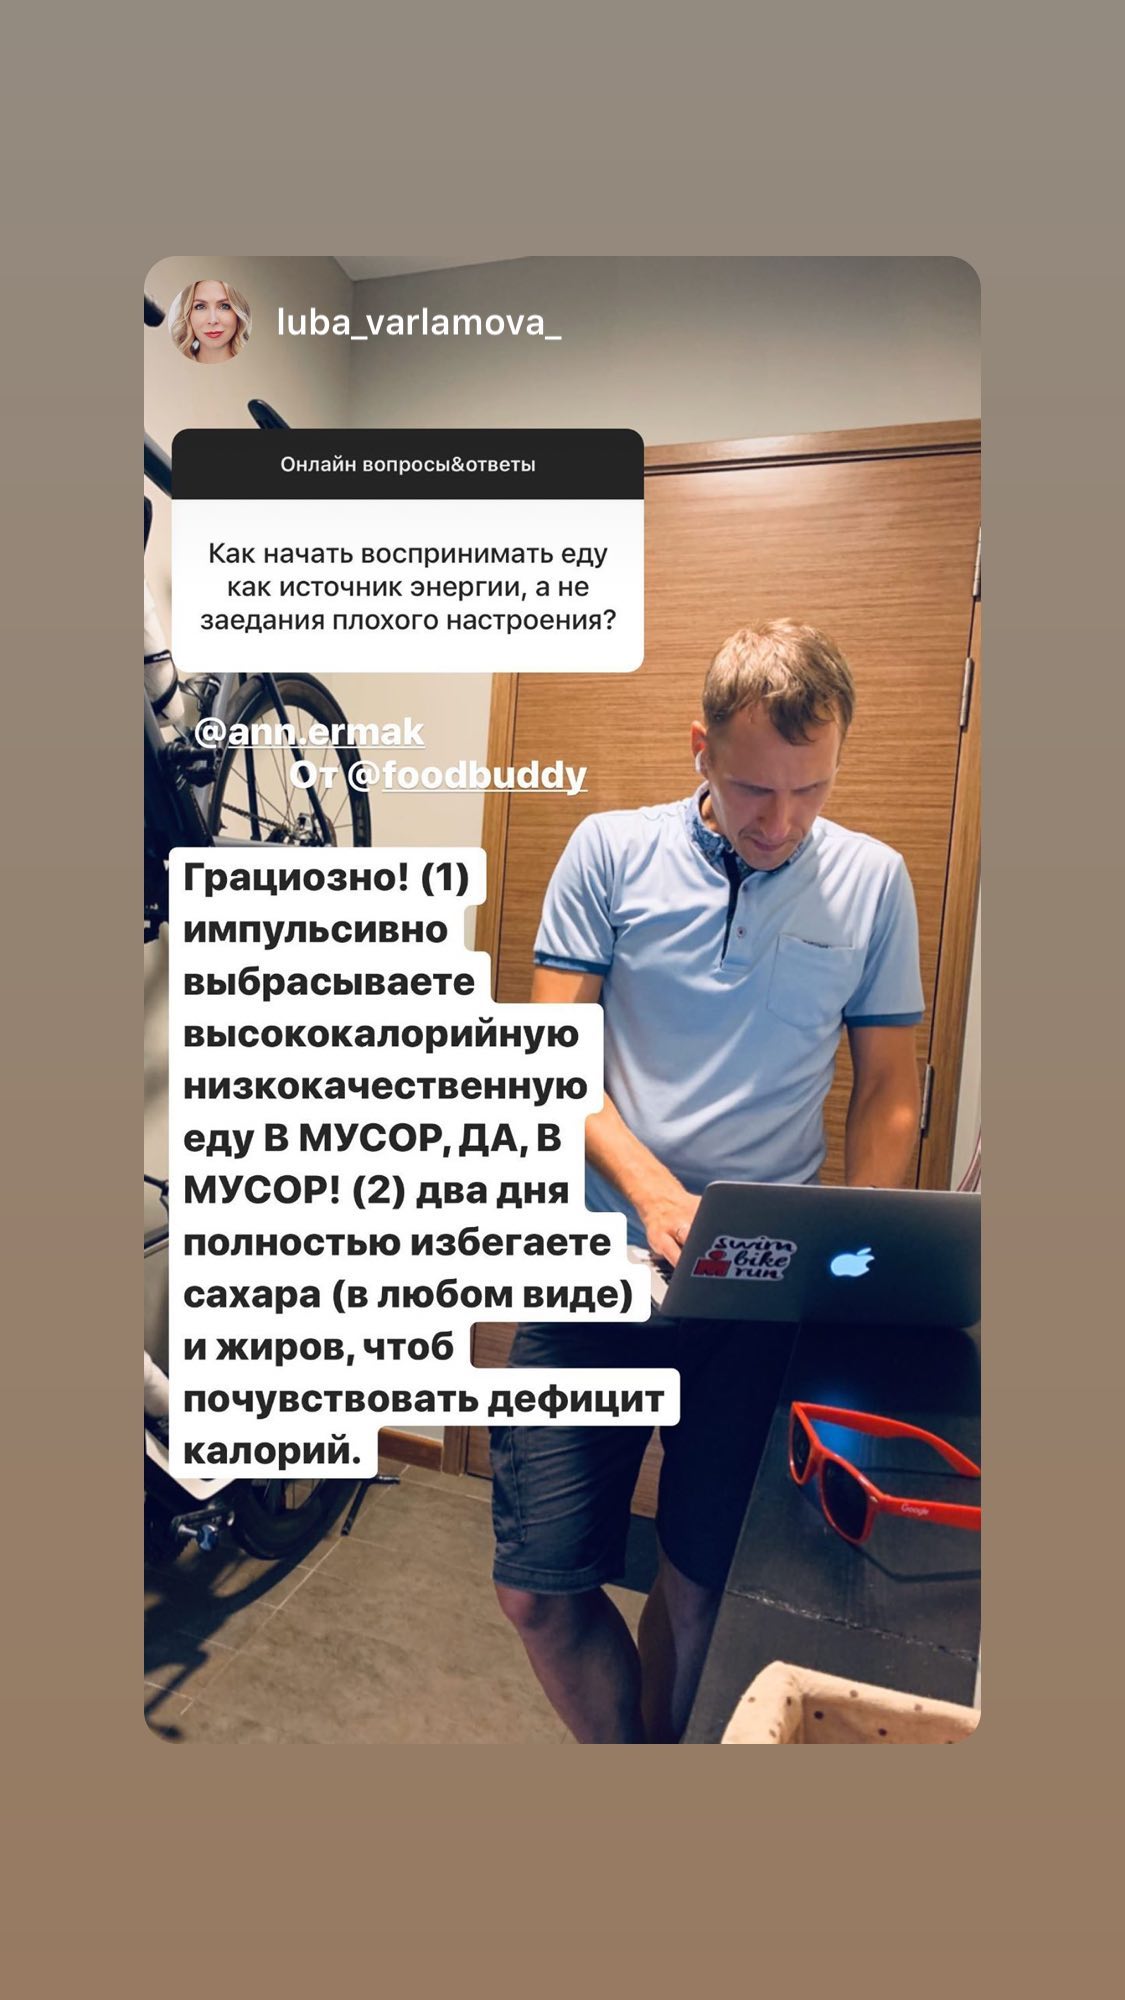 luba_varlamova_
Онлайн вопросы&ответы
Как начать воспринимать еду
как источник энергии, а не
заедания плохого настроения?
@ann.ermak
От @foodbuddy
Грациозно! (1)
импульсивно
выбрасываете
высококалорийную
низкокачественную
еду В МУСОР, ДА, В
МУСОР! (2) два дня
полностью избегаете
сахара (в любом виде)
и жиров, чтоб
почувствовать дефицит
калорий.
swim
bike
run
Google